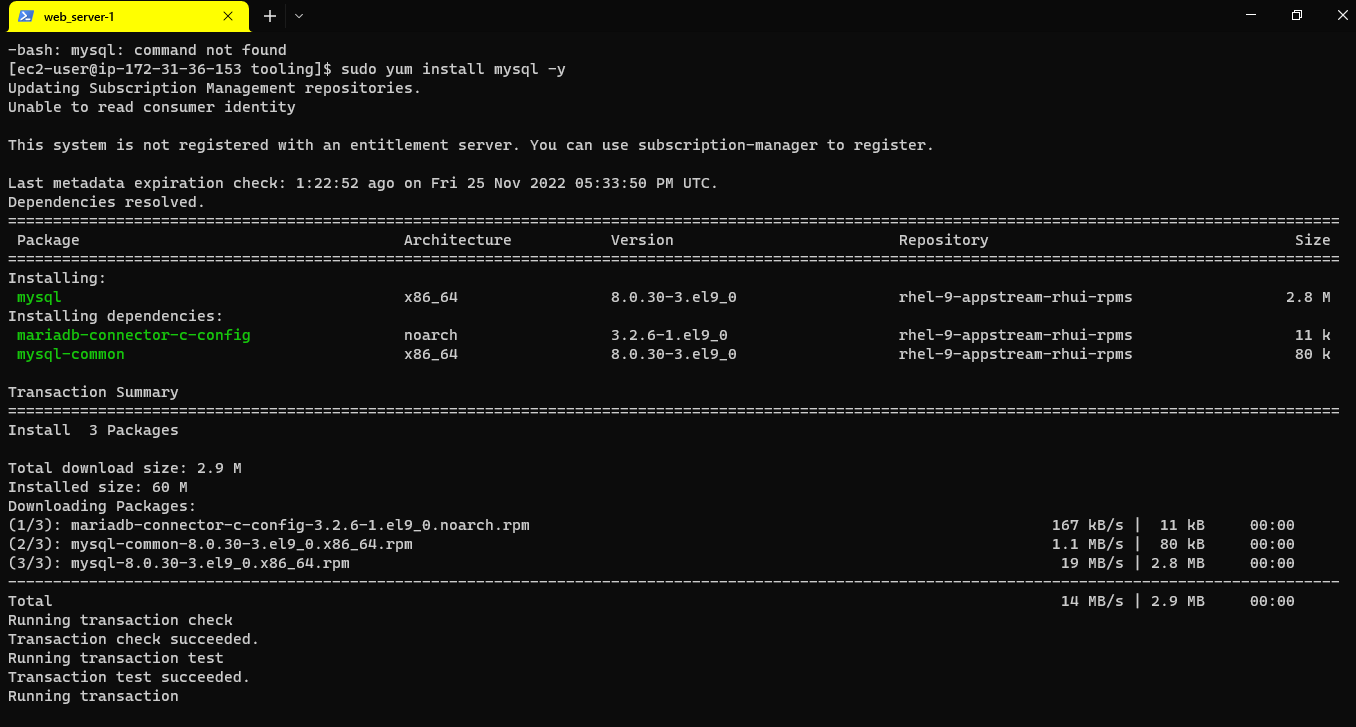 web_server-1
-bash: mysql: command not found
[ec2-user@ip-172-31-36-153 tooling]$ sudo yum install mysql -y
Updating Subscription Management repositories.
Unable to read consumer identity
This system is not registered with an entitlement server. You can use subscription-manager to register.
Last metadata expiration check: 1:22:52 ago on Fri 25 Nov 2022 05:33:50 PM UTC.
Dependencies resolved.
====================================================================================================================================================
Package Architecture Version Repository Size
====================================================================================================================================================
Installing:
mysql x86_64 8.0.30-3.el9_0 rhel-9-appstream-rhui-rpms 2.8 M
Installing dependencies:
mariadb-connector-c-config noarch 3.2.6-1.el9_0 rhel-9-appstream-rhui-rpms 11 k
mysql-common x86_64 8.0.30-3.el9_0 rhel-9-appstream-rhui-rpms 80 k
Transaction Summary
====================================================================================================================================================
Install 3 Packages
Total download size: 2.9 M
Installed size: 60 M
Downloading Packages:
(1/3): mariadb-connector-c-config-3.2.6-1.el9_0.noarch.rpm 167 kB/s | 11 kB 00:00
(2/3): mysql-common-8.0.30-3.el9_0.x86_64.rpm 1.1 MB/s | 80 kB 00:00
(3/3): mysql-8.0.30-3.el9_0.x86_64.rpm 19 MB/s | 2.8 MB 00:00
----------------------------------------------------------------------------------------------------------------------------------------------------
Total 14 MB/s | 2.9 MB 00:00
Running transaction check
Transaction check succeeded.
Running transaction test
Transaction test succeeded.
Running transaction